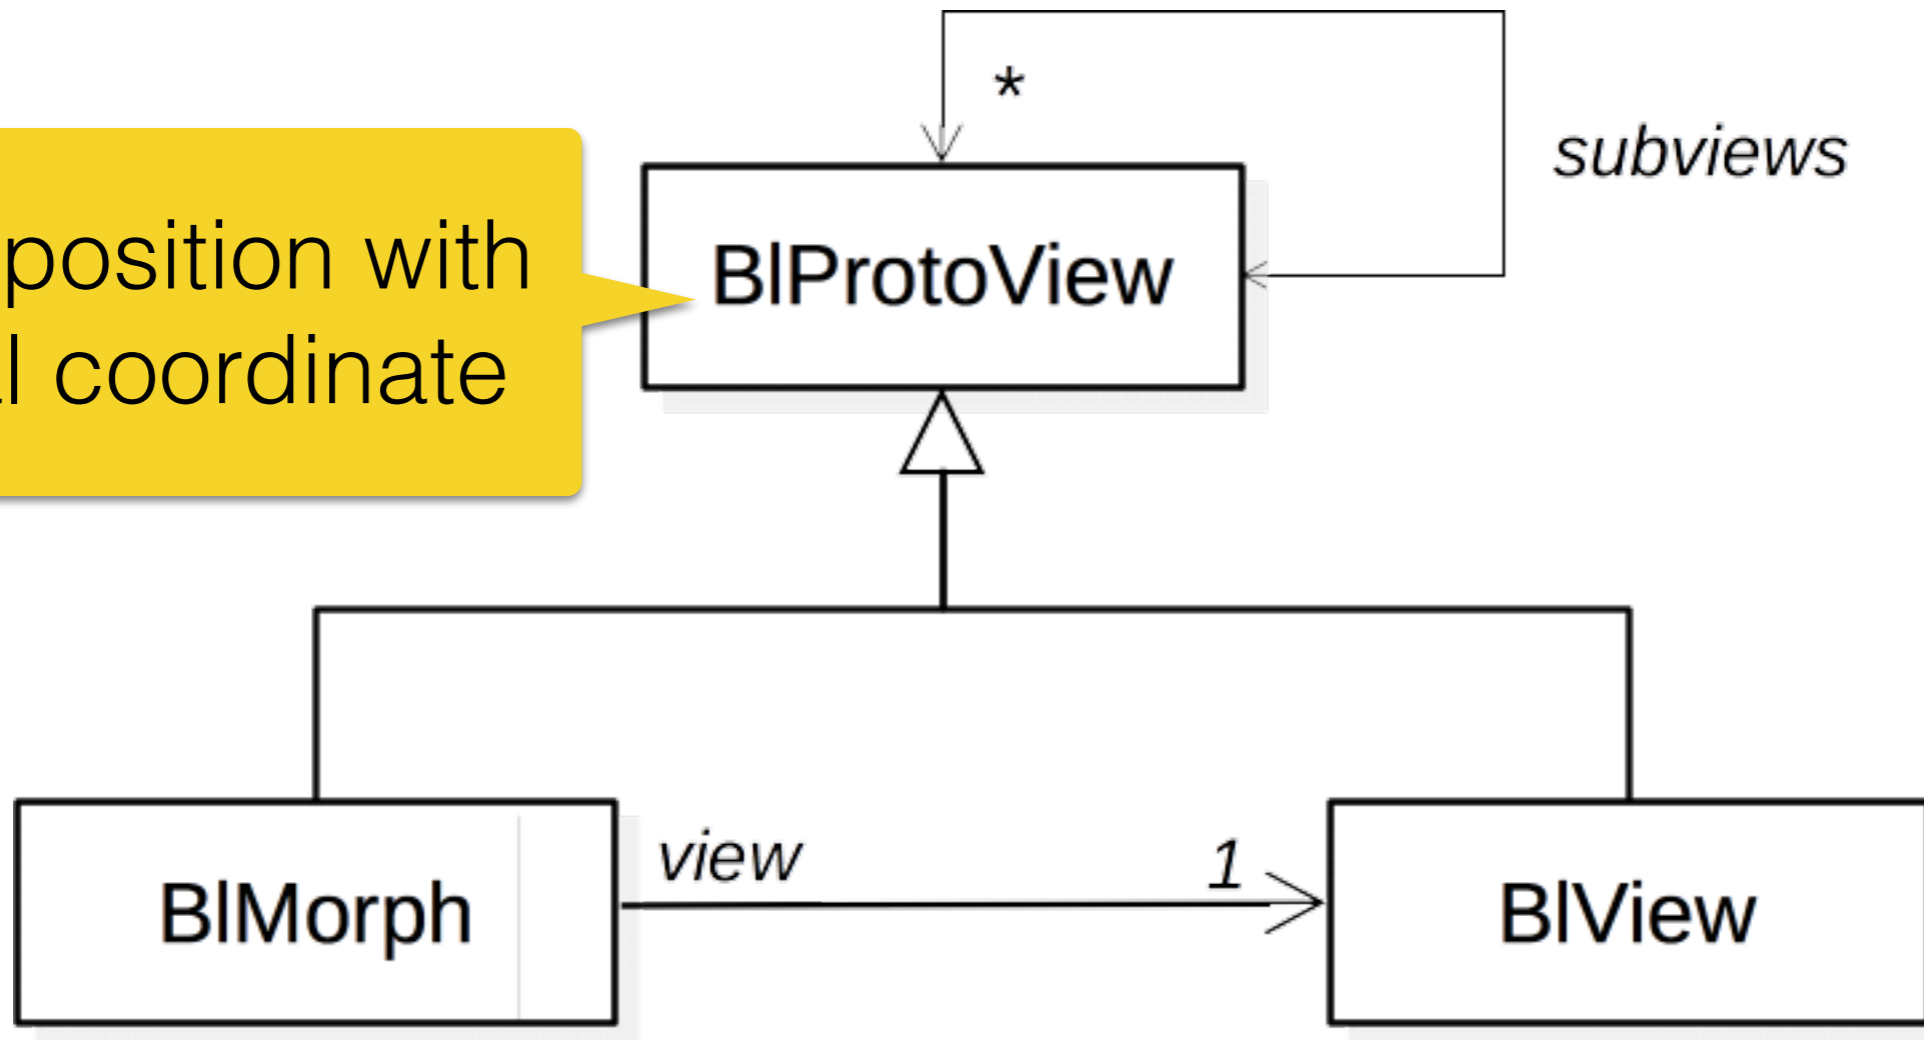 *
subviews
position with
l coordinate
BlProtoView
view
1
BlMorph
BlView